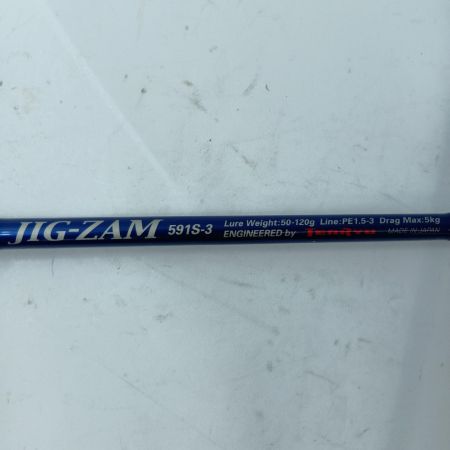 JIG-ZAM 591S-3 Lure Weight:50-120g Line:PE1.5-3 Drag Max:5kg
ENGINEERED by Tenryu MADE IN JAPAN